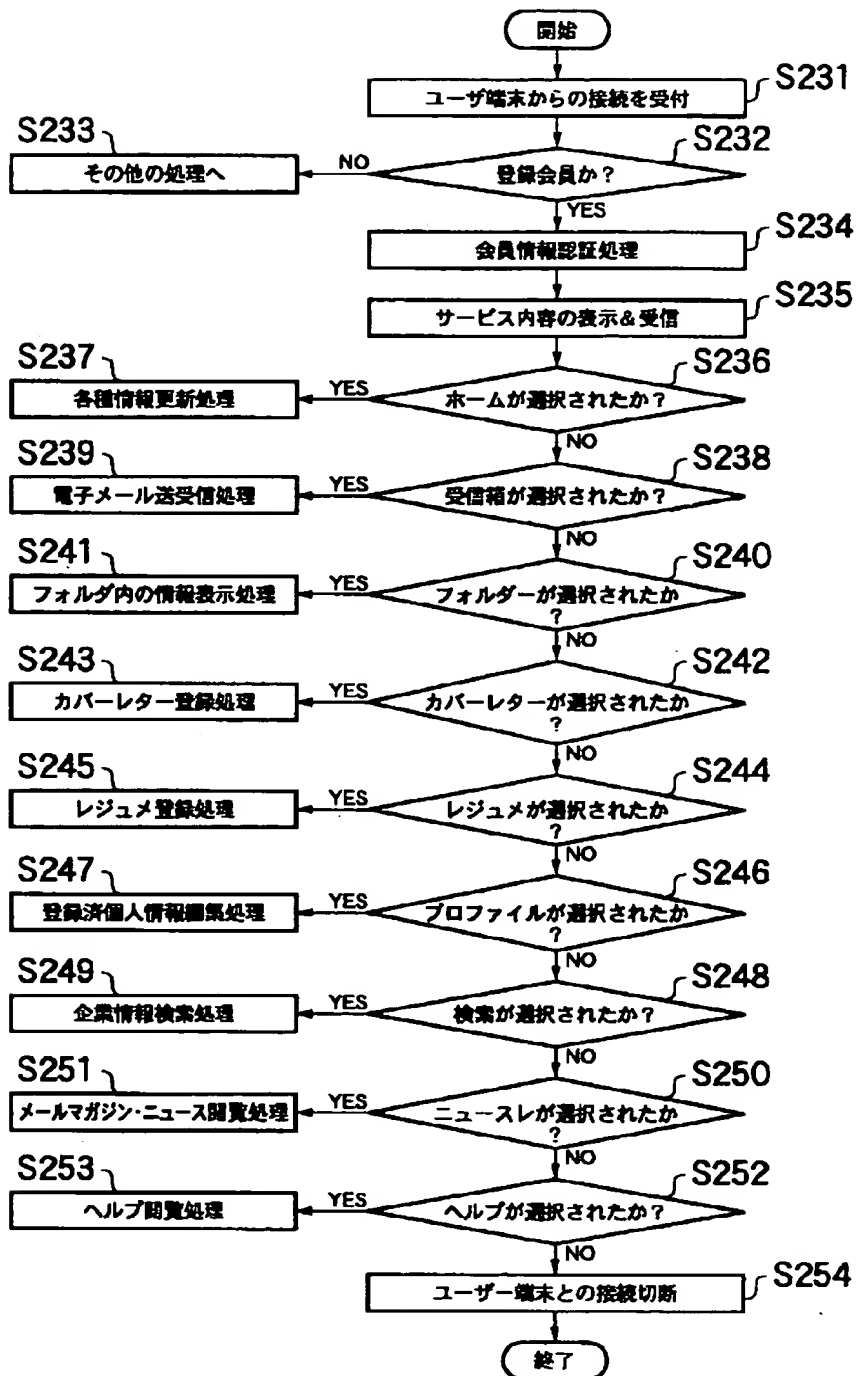 開始
S231
ユーザ端末からの接続を受付
S233
S232
その他の処理へ
NO
登録会員か？
YES
S234
会員情報認証処理
S235
サービス内容の表示&受信
S237
S236
各種情報更新処理
YES
ホームが選択されたか？
NO
S239
S238
電子メール送受信処理
YES
受信箱が選択されたか？
NO
S241
S240
フォルダ内の情報表示処理
YES
フォルダーが選択されたか
？
NO
S243
S242
カバーレター登録処理
YES
カバーレターが選択されたか
？
NO
S245
S244
レジュメ登録処理
YES
レジュメが選択されたか
？
NO
S247
S246
登録済個人情報編集処理
YES
プロファイルが選択されたか
？
NO
S249
S248
企業情報検索処理
YES
検索が選択されたか？
NO
S251
S250
メールマガジン・ニュース閲覧処理
YES
ニュースレが選択されたか
？
NO
S253
S252
ヘルプ閲覧処理
YES
ヘルプが選択されたか？
NO
S254
ユーザー端末との接続切断
終了